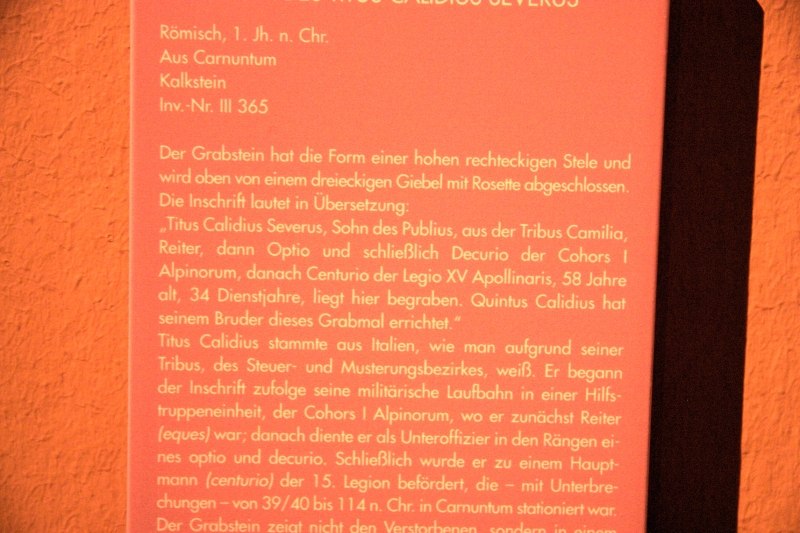 TITUS CALIDIUS SEVERUS
Römisch, 1. Jh. n. Chr.
Aus Carnuntum
Kalkstein
Inv.-Nr. III 365
Der Grabstein hat die Form einer hohen rechteckigen Stele und
wird oben von einem dreieckigen Giebel mit Rosette abgeschlossen.
Die Inschrift lautet in Übersetzung:
„Titus Calidius Severus, Sohn des Publius, aus der Tribus Camilia,
Reiter, dann Optio und schließlich Decurio der Cohors I
Alpinorum, danach Centurio der Legio XV Apollinaris, 58 Jahre
alt, 34 Dienstjahre, liegt hier begraben. Quintus Calidius hat
seinem Bruder dieses Grabmal errichtet.“
Titus Calidius stammte aus Italien, wie man aufgrund seiner
Tribus, des Steuer- und Musterungsbezirkes, weiß. Er begann
der Inschrift zufolge seine militärische Laufbahn in einer Hilfs-
truppeneinheit, der Cohors I Alpinorum, wo er zunächst Reiter
(eques) war; danach diente er als Unteroffizier in den Rängen ei-
nes optio und decurio. Schließlich wurde er zu einem Haupt-
mann (centurio) der 15. Legion befördert, die – mit Unterbre-
chungen – von 39/40 bis 114 n. Chr. in Carnuntum stationiert war.
Der Grabstein zeigt nicht den Verstorbenen, sondern in einem